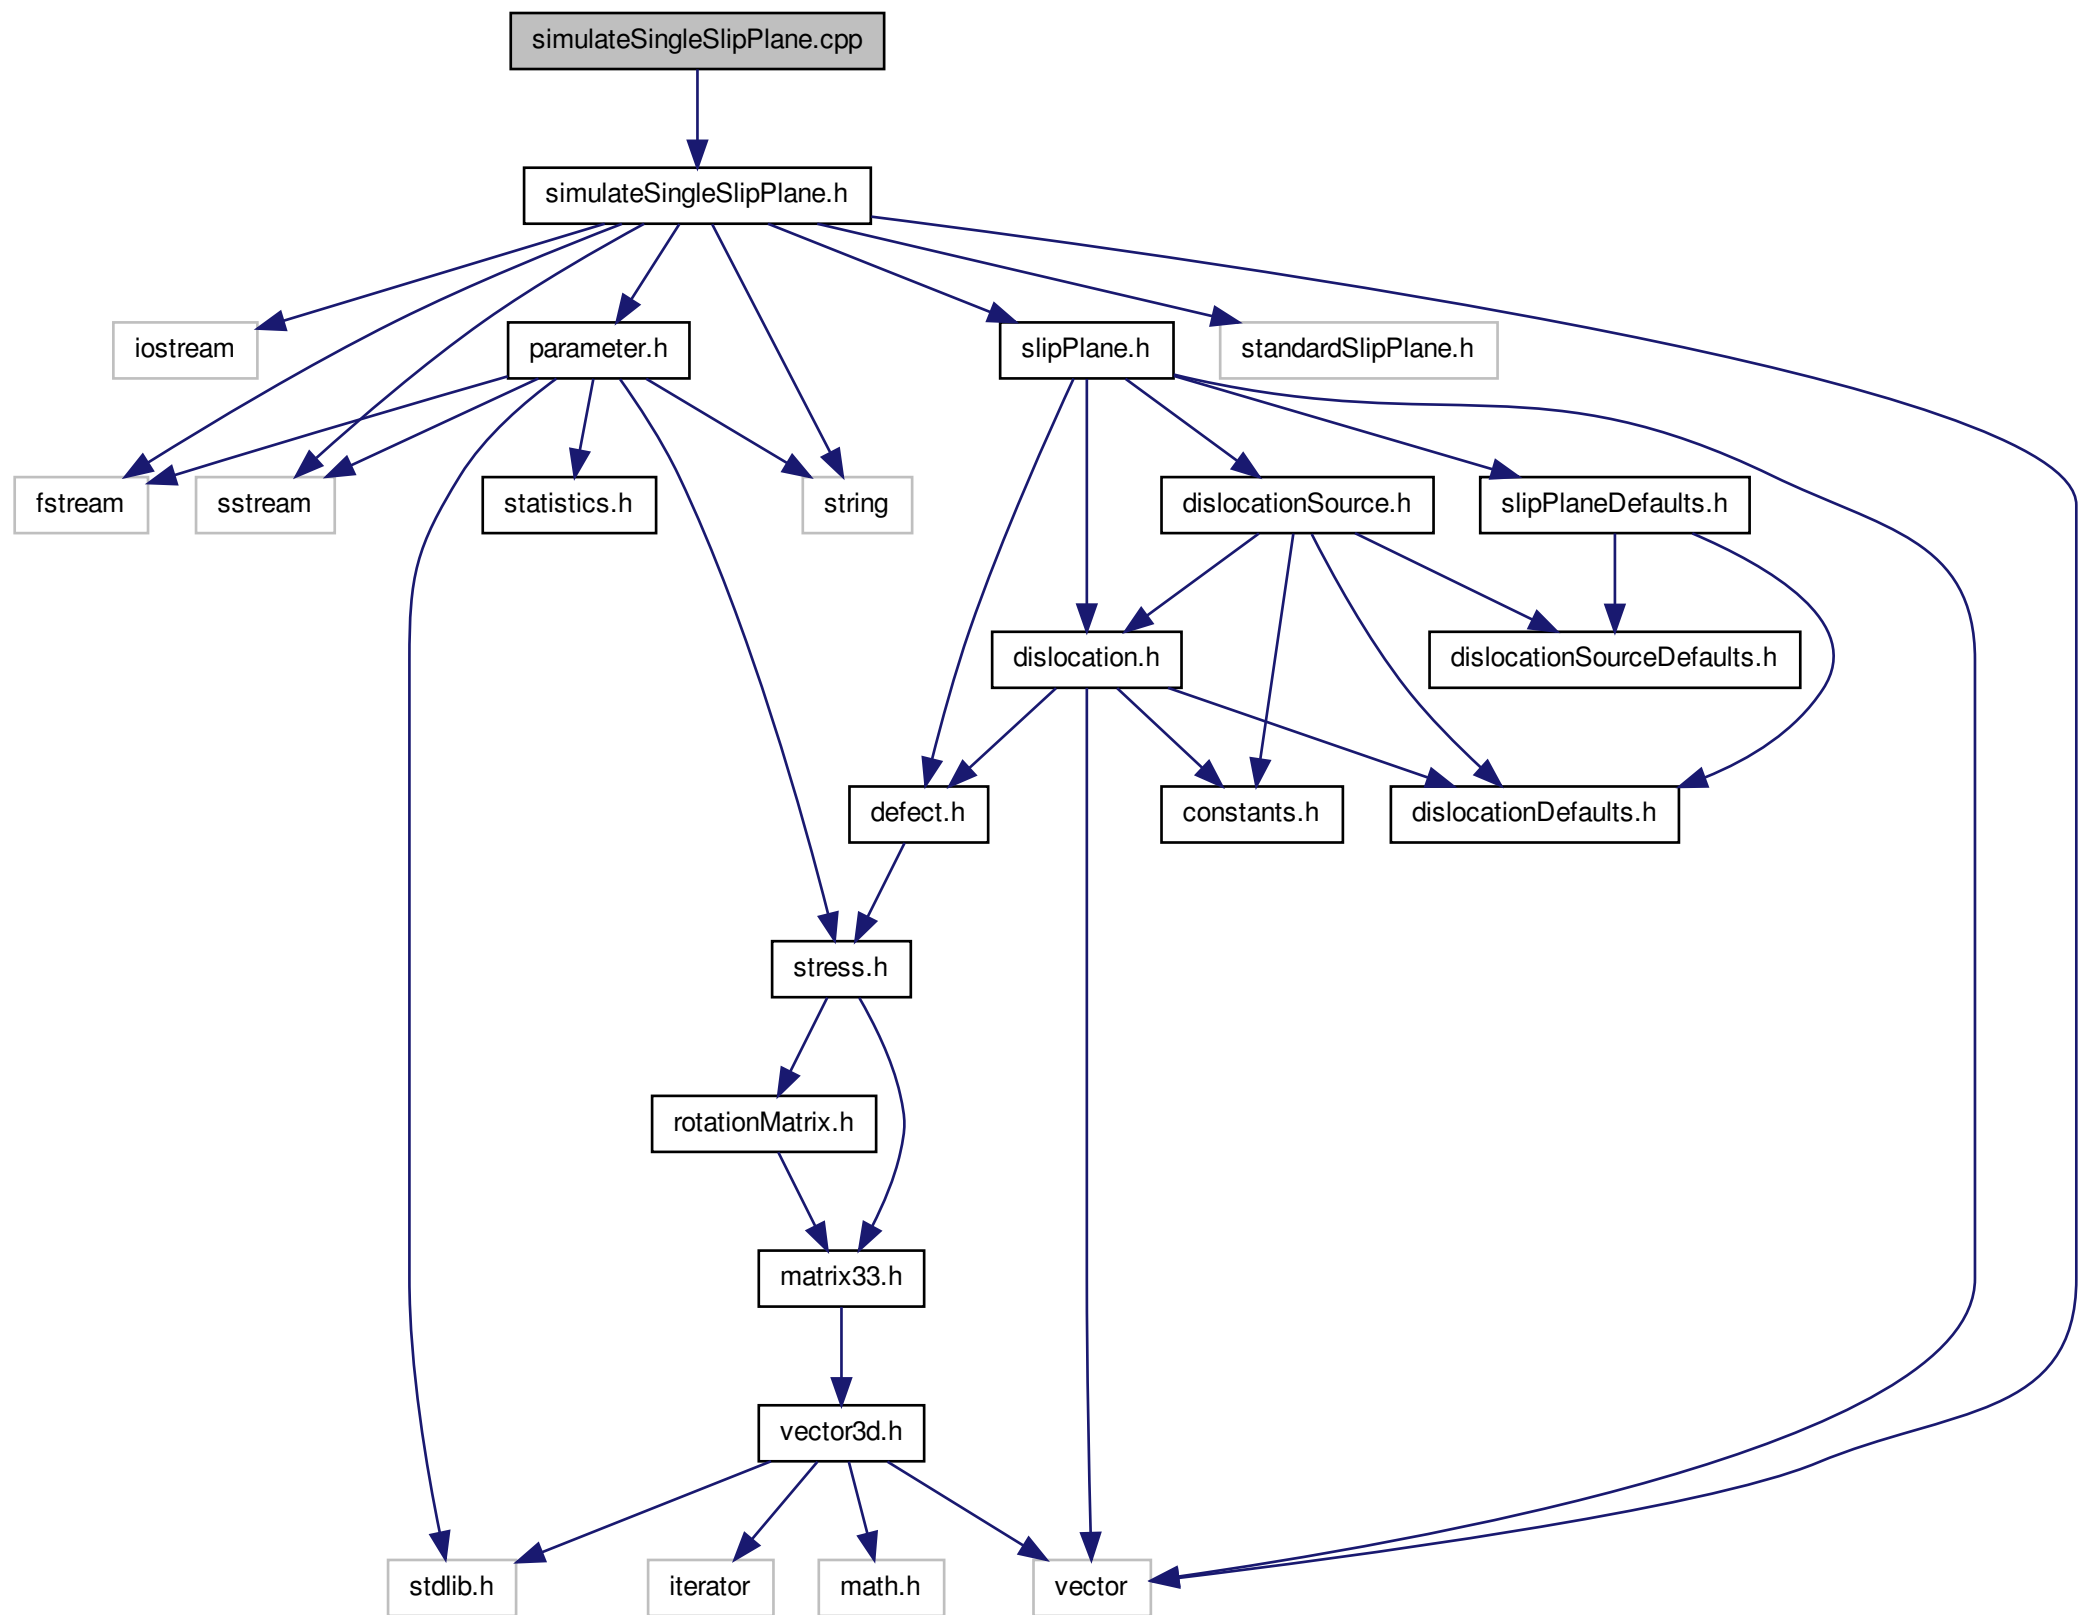 simulateSingleSlipPlane.cpp
simulateSingleSlipPlane.h
iostream
parameter.h
slipPlane.h
standardSlipPlane.h
fstream
sstream
statistics.h
string
dislocationSource.h
slipPlaneDefaults.h
dislocation.h
dislocationSourceDefaults.h
defect.h
constants.h
dislocationDefaults.h
stress.h
rotationMatrix.h
matrix33.h
vector3d.h
stdlib.h
iterator
math.h
vector